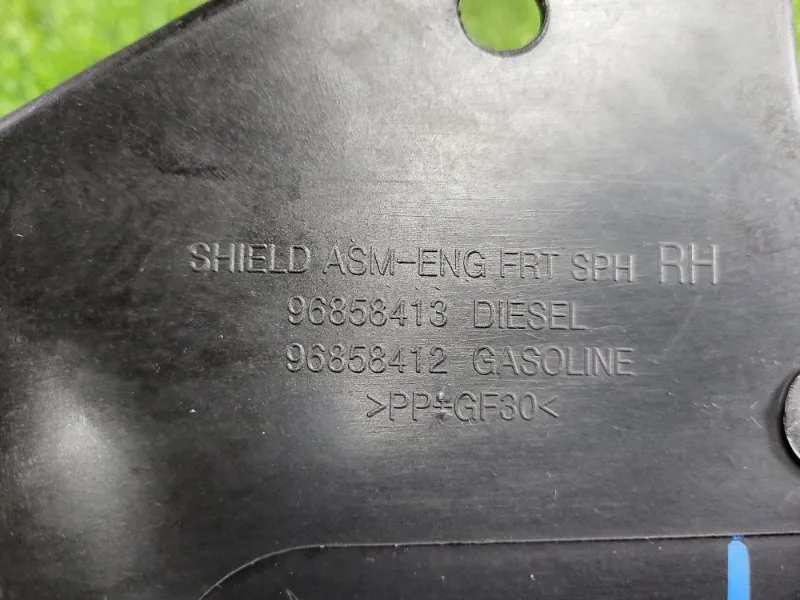 SHIELD ASM-ENG FRT SPH RH
96858413 DIESEL
96858412 GASOLINE
>PP+GF30<